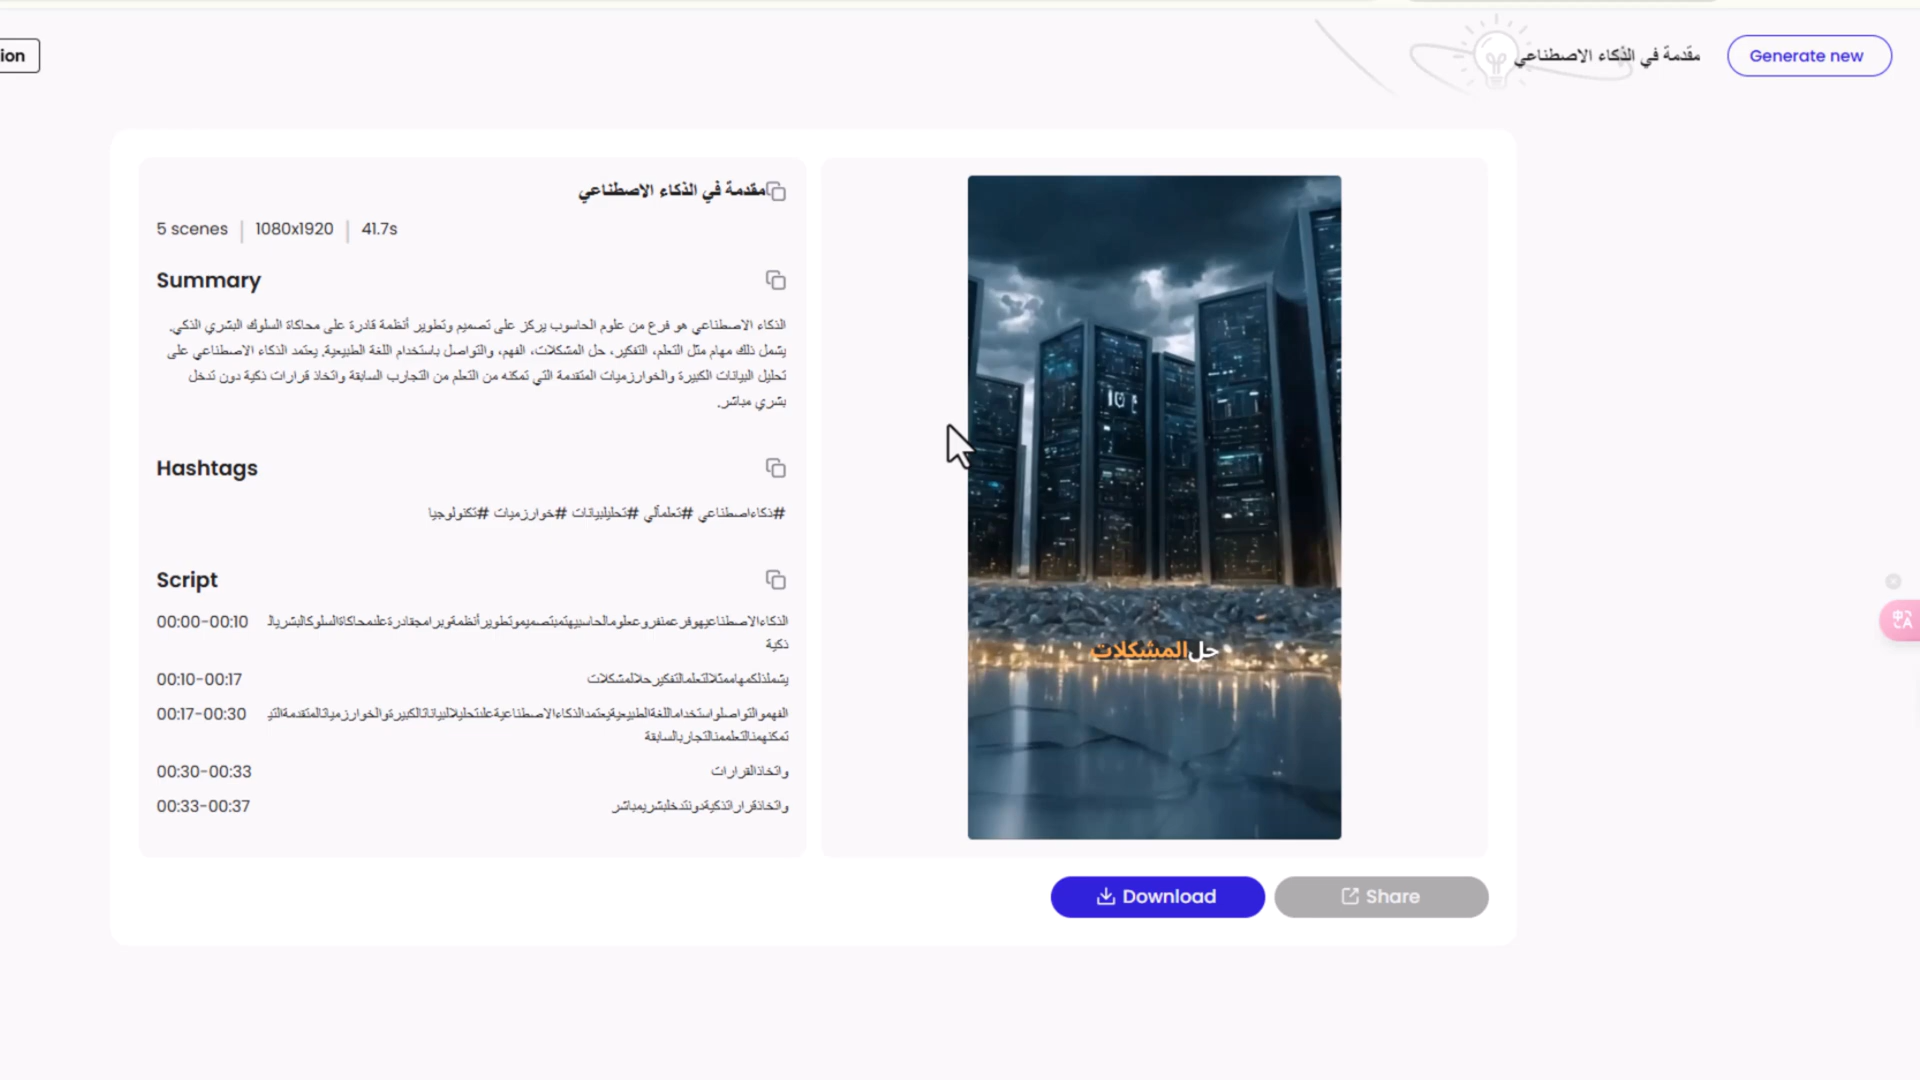 ion
مقدمة في الذكاء الاصطناعي
Generate new
مقدمة في الذكاء الاصطناعي
5 scenes | 1080x1920 | 41.7s
Summary
الذكاء الاصطناعي هو فرع من علوم الحاسوب يركز على تصميم وتطوير أنظمة قادرة على محاكاة السلوك البشري الذكي.
يشمل ذلك مهام مثل التعلم، التفكير، حل المشكلات، الفهم، والتواصل باستخدام اللغة الطبيعية. يعتمد الذكاء الاصطناعي على
تحليل البيانات الكبيرة والخوارزميات المتقدمة التي تمكنه من التعلم من التجارب السابقة واتخاذ قرارات ذكية دون تدخل
بشري مباشر.
Hashtags
#ذكاءاصطناعي #تعلمآلي #تحليلبيانات #خوارزميات #تكنولوجيا
Script
00:00-00:10 الذكاءالاصطناعيهوفرعمنفروععلومالحاسبيهتمبتصميموتطويرأنظمةوبرامجقادرةعلىمحاكاةالسلوكالبشريال
ذكية
00:10-00:17 يشملذلكمهاممثلالتعلمالتفكيرحلالمشكلات
00:17-00:30 الفهموالتواصلواستخداماللغةالطبيعيةيعتمدالذكاءالاصطناعيةعلىتحليلالبياناتالكبيرةوالخوارزمياتالمتقدمةالتي
تمكنهمنالتعلممنالتجاربالسابقة
00:30-00:33 واتخاذالقرارات
00:33-00:37 واتخاذقراراتذكيةدونتدخلبشريمباشر
حل المشكلات
Download
Share